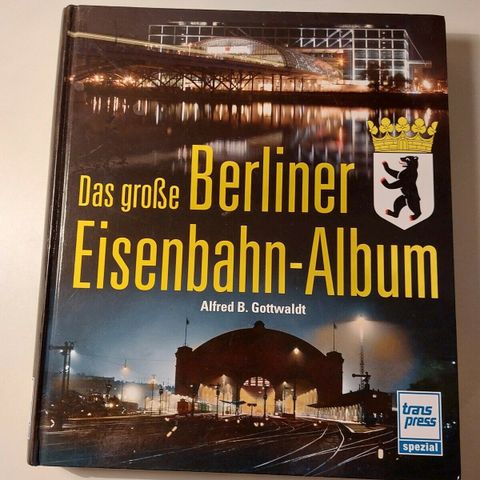 Das große Berliner
Eisenbahn-Album
Alfred B. Gottwaldt
trans
press
spezial